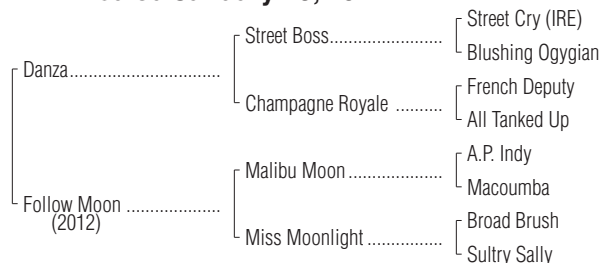 Street Cry (IRE)
Street Boss
Blushing Ogygian
Danza
French Deputy
Champagne Royale
All Tanked Up
A.P. Indy
Malibu Moon
Macoumba
Follow Moon
(2012)
Broad Brush
Miss Moonlight
Sultry Sally